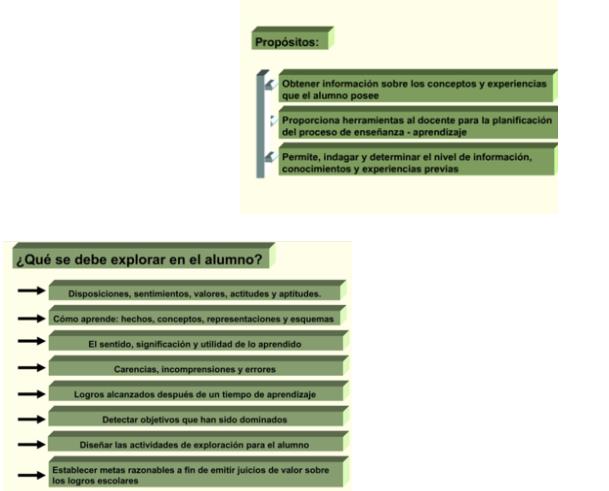 Propósitos:
Obtener información sobre los conceptos y experiencias
que el alumno posee
Proporciona herramientas al docente para la planificación
del proceso de enseñanza - aprendizaje
Permite, indagar y determinar el nivel de información,
conocimientos y experiencias previas
¿Qué se debe explorar en el alumno?
Disposiciones, sentimientos, valores, actitudes y aptitudes.
Cómo aprende: hechos, conceptos, representaciones y esquemas
El sentido, significación y utilidad de lo aprendido
Carencias, incomprensiones y errores
Logros alcanzados después de un tiempo de aprendizaje
Detectar objetivos que han sido dominados
Diseñar las actividades de exploración para el alumno
Establecer metas razonables a fin de emitir juicios de valor sobre
los logros escolares